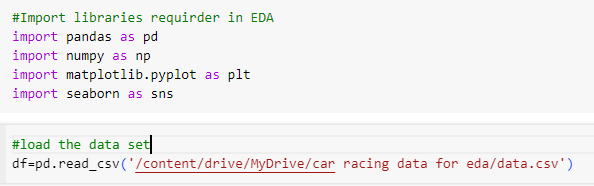 #Import libraries requirder in EDA
import pandas as pd
import numpy as np
import matplotlib.pyplot as plt
import seaborn as sns
#load the data set
df=pd.read_csv('/content/drive/MyDrive/car racing data for eda/data.csv')